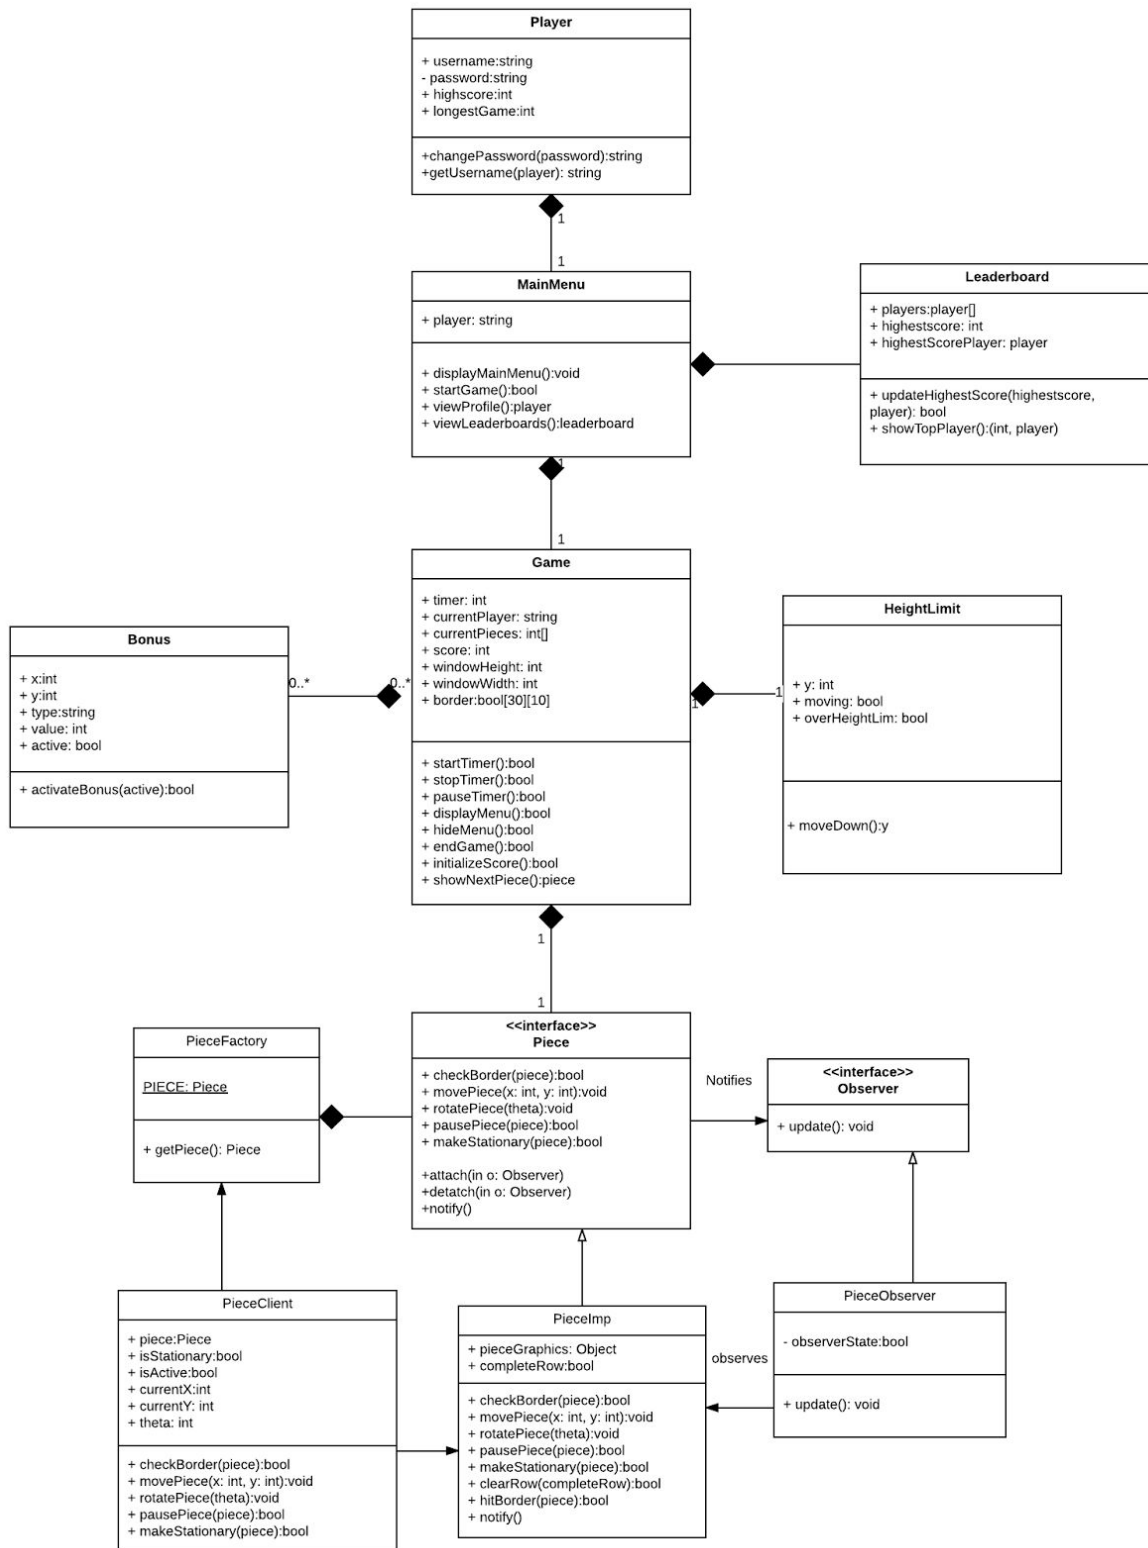 Player
+ username:string
- password:string
+ highscore:int
+ longestGame:int
+changePassword(password):string
+getUsername(player): string
1
1
MainMenu
+ player: string
+ displayMainMenu():void
+ startGame():bool
+ viewProfile():player
+ viewLeaderboards():leaderboard
Leaderboard
+ players:player[]
+ highestscore: int
+ highestScorePlayer: player
+ updateHighestScore(highestscore,
player): bool
+ showTopPlayer():(int, player)
1
1
Game
+ timer: int
+ currentPlayer: string
+ currentPieces: int[]
+ score: int
+ windowHeight: int
+ windowWidth: int
+ border:bool[30][10]
+ startTimer():bool
+ stopTimer():bool
+ pauseTimer():bool
+ displayMenu():bool
+ hideMenu():bool
+ endGame():bool
+ initializeScore():bool
+ showNextPiece():piece
Bonus
+ x:int
+ y:int
+ type:string
+ value: int
+ active: bool
+ activateBonus(active):bool
0..*
0..*
HeightLimit
+ y: int
+ moving: bool
+ overHeightLim: bool
+ moveDown():y
1
1
1
1
<<interface>>
Piece
+ checkBorder(piece):bool
+ movePiece(x: int, y: int):void
+ rotatePiece(theta):void
+ pausePiece(piece):bool
+ makeStationary(piece):bool
+attach(in o: Observer)
+detatch(in o: Observer)
+notify()
PieceFactory
PIECE: Piece
+ getPiece(): Piece
Notifies
<<interface>>
Observer
+ update(): void
PieceClient
+ piece:Piece
+ isStationary:bool
+ isActive:bool
+ currentX:int
+ currentY: int
+ theta: int
+ checkBorder(piece):bool
+ movePiece(x: int, y: int):void
+ rotatePiece(theta):void
+ pausePiece(piece):bool
+ makeStationary(piece):bool
PieceImp
+ pieceGraphics: Object
+ completeRow:bool
+ checkBorder(piece):bool
+ movePiece(x: int, y: int):void
+ rotatePiece(theta):void
+ pausePiece(piece):bool
+ makeStationary(piece):bool
+ clearRow(completeRow):bool
+ hitBorder(piece):bool
+ notify()
observes
PieceObserver
- observerState:bool
+ update(): void